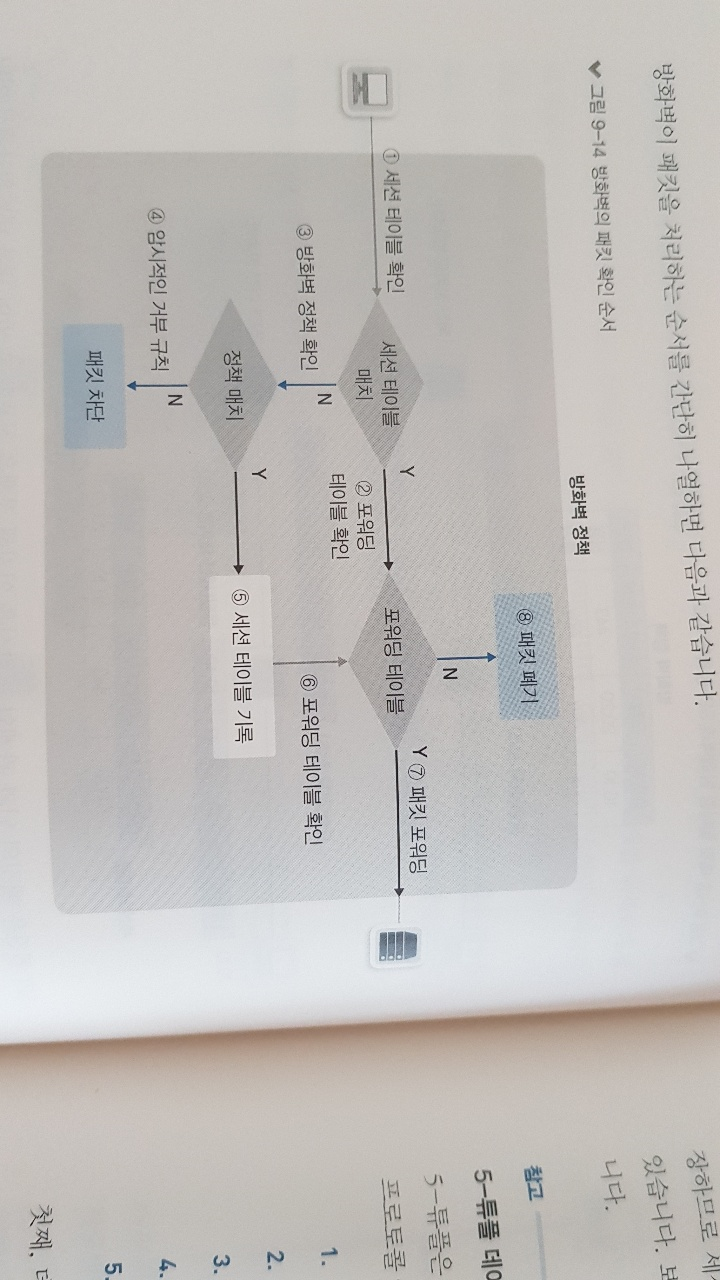 방화벽이 패킷을 처리하는 순서를 간단히 나열하면 다음과 같습니다.
그림 9-14 방화벽의 패킷 확인 순서
방화벽 정책
⑧ 패킷 폐기
N
① 세션 테이블 확인
세션 테이블
매치
Y
② 포워딩
테이블 확인
포워딩 테이블
Y ⑦ 패킷 포워딩
③ 방화벽 정책 확인
N
⑥ 포워딩 테이블 확인
정책 매치
Y
⑤ 세션 테이블 기록
④ 암시적인 거부 규칙
N
패킷 차단
장하므로 세
있습니다.
니다.
참고
5-튜플
5-튜플은
프로토콜
1.
2.
3.
4.
5.
첫째,